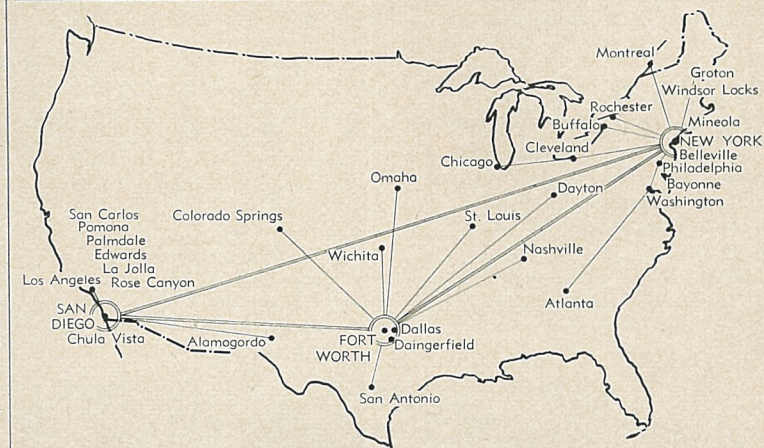 Montreal
Groton
Windsor Locks
Rochester
Mineola
Buffalo
NEW YORK
Cleveland
Belleville
Chicago
Philadelphia
Omaha
Dayton
Bayonne
Washington
San Carlos
Colorado Springs
St. Louis
Pomona
Palmdale
Edwards
Wichita
Nashville
La Jolla
Los Angeles
Rose Canyon
Atlanta
SAN
DIEGO
Chula Vista
Alamogordo
FORT
WORTH
Dallas
Daingerfield
San Antonio